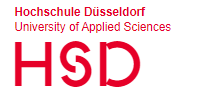 Hochschule Düsseldorf
University of Applied Sciences
HSD